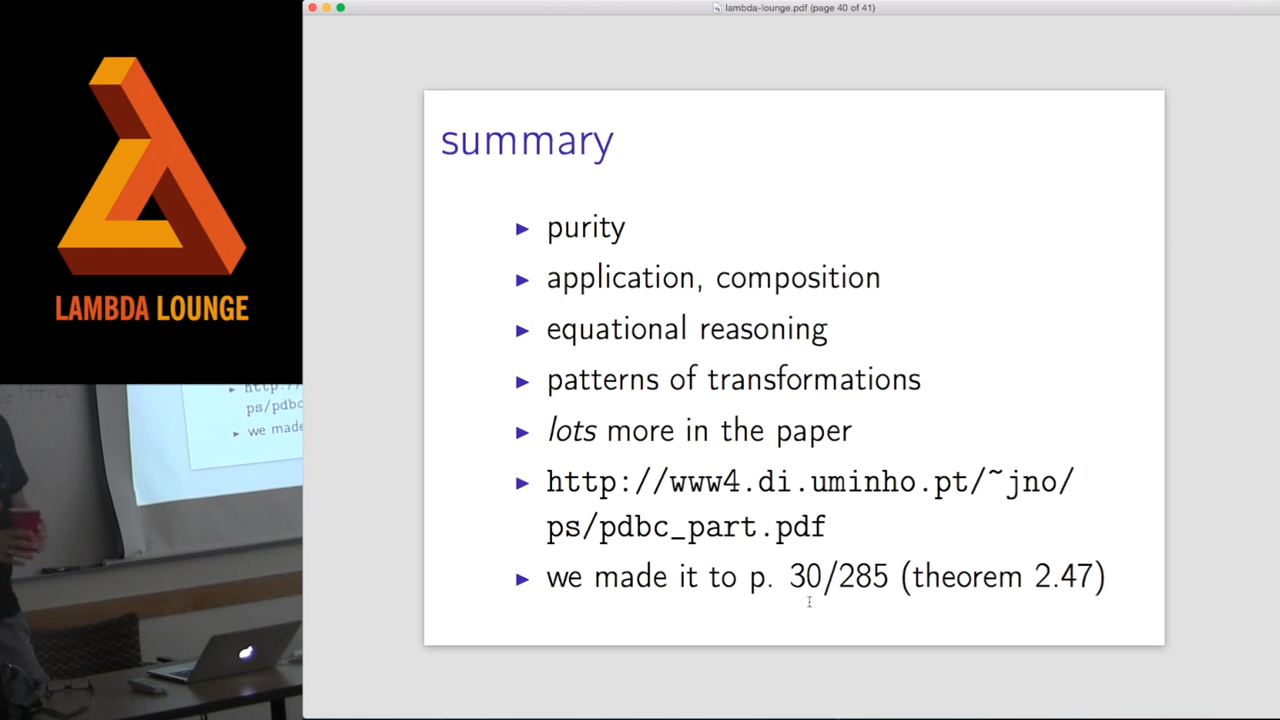 lambda-lounge.pdf (page 40 of 41)
LAMBDA LOUNGE
summary
▶ purity
▶ application, composition
▶ equational reasoning
▶ patterns of transformations
▶ lots more in the paper
▶ http://www4.di.uminho.pt/~jno/
ps/pdbc_part.pdf
▶ we made it to p. 30/285 (theorem 2.47)
http:/
ps/pdbc
▶ we made